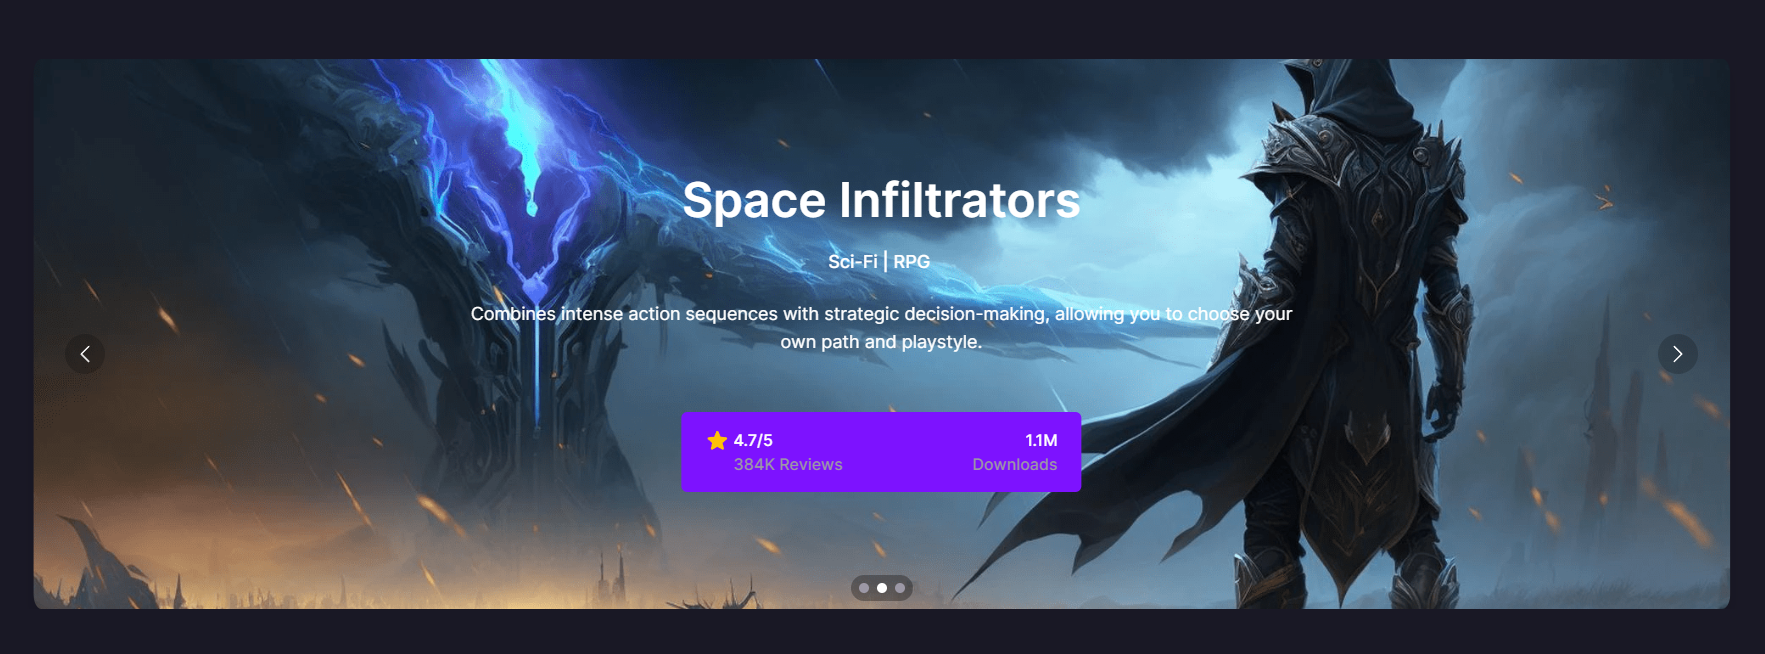 Space Infiltrators
Sci-Fi | RPG
Combines intense action sequences with strategic decision-making, allowing you to choose your
own path and playstyle.
4.7/5
384K Reviews
1.1M
Downloads